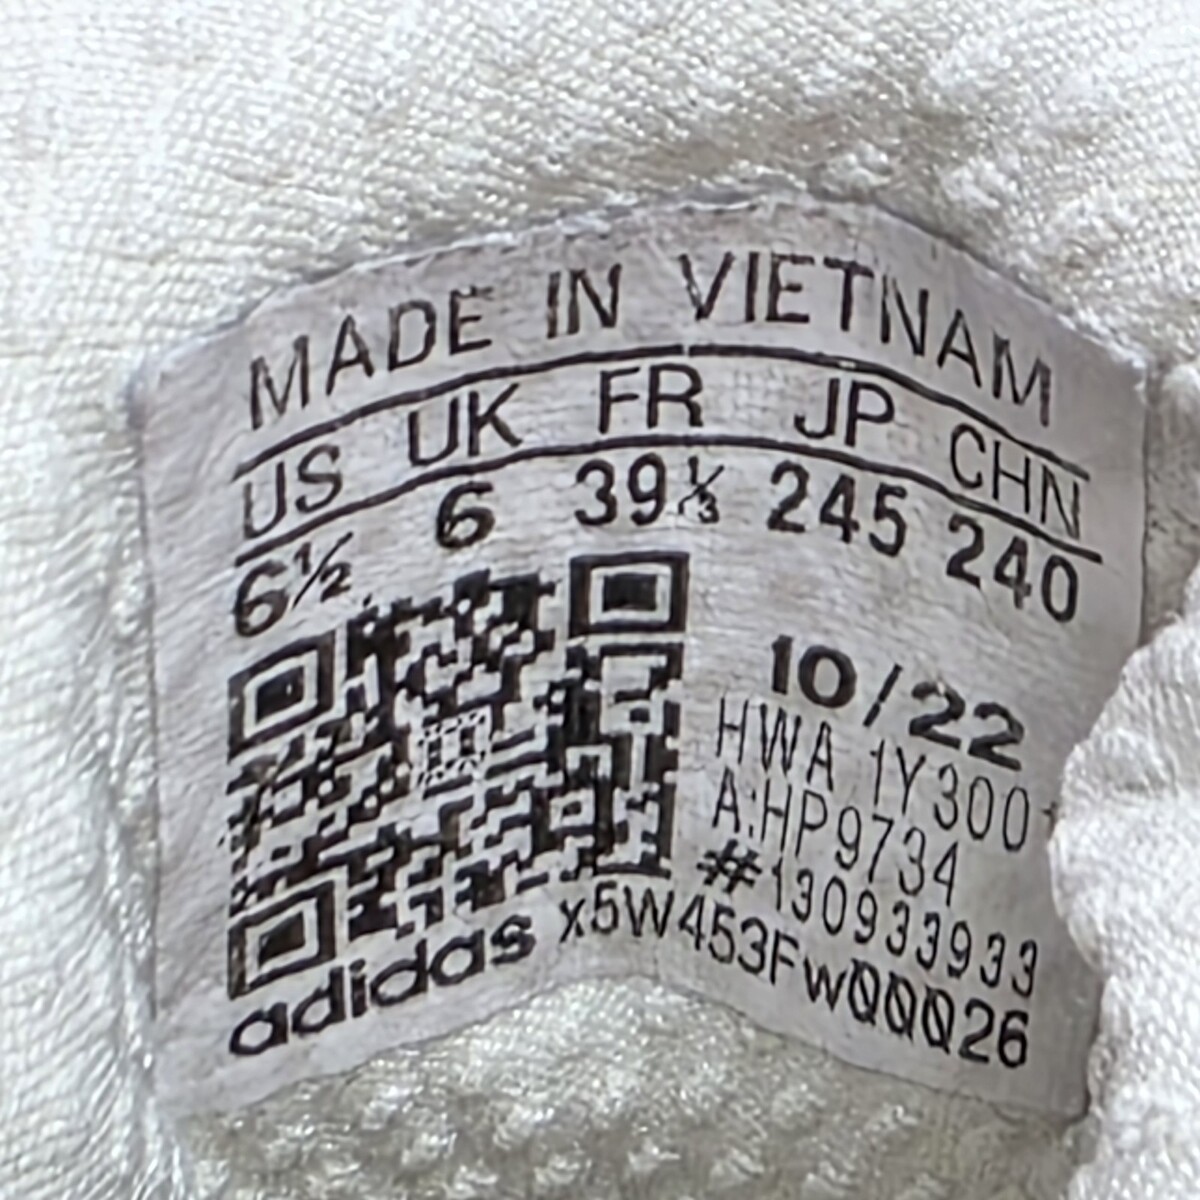 MADE IN VIETNAM
US UK FR JP CHN
6½ 6 39⅓ 245 240
10/22
HWA 1Y300
A:HP9734
#130933933
adidas x5W453FwQQQ26